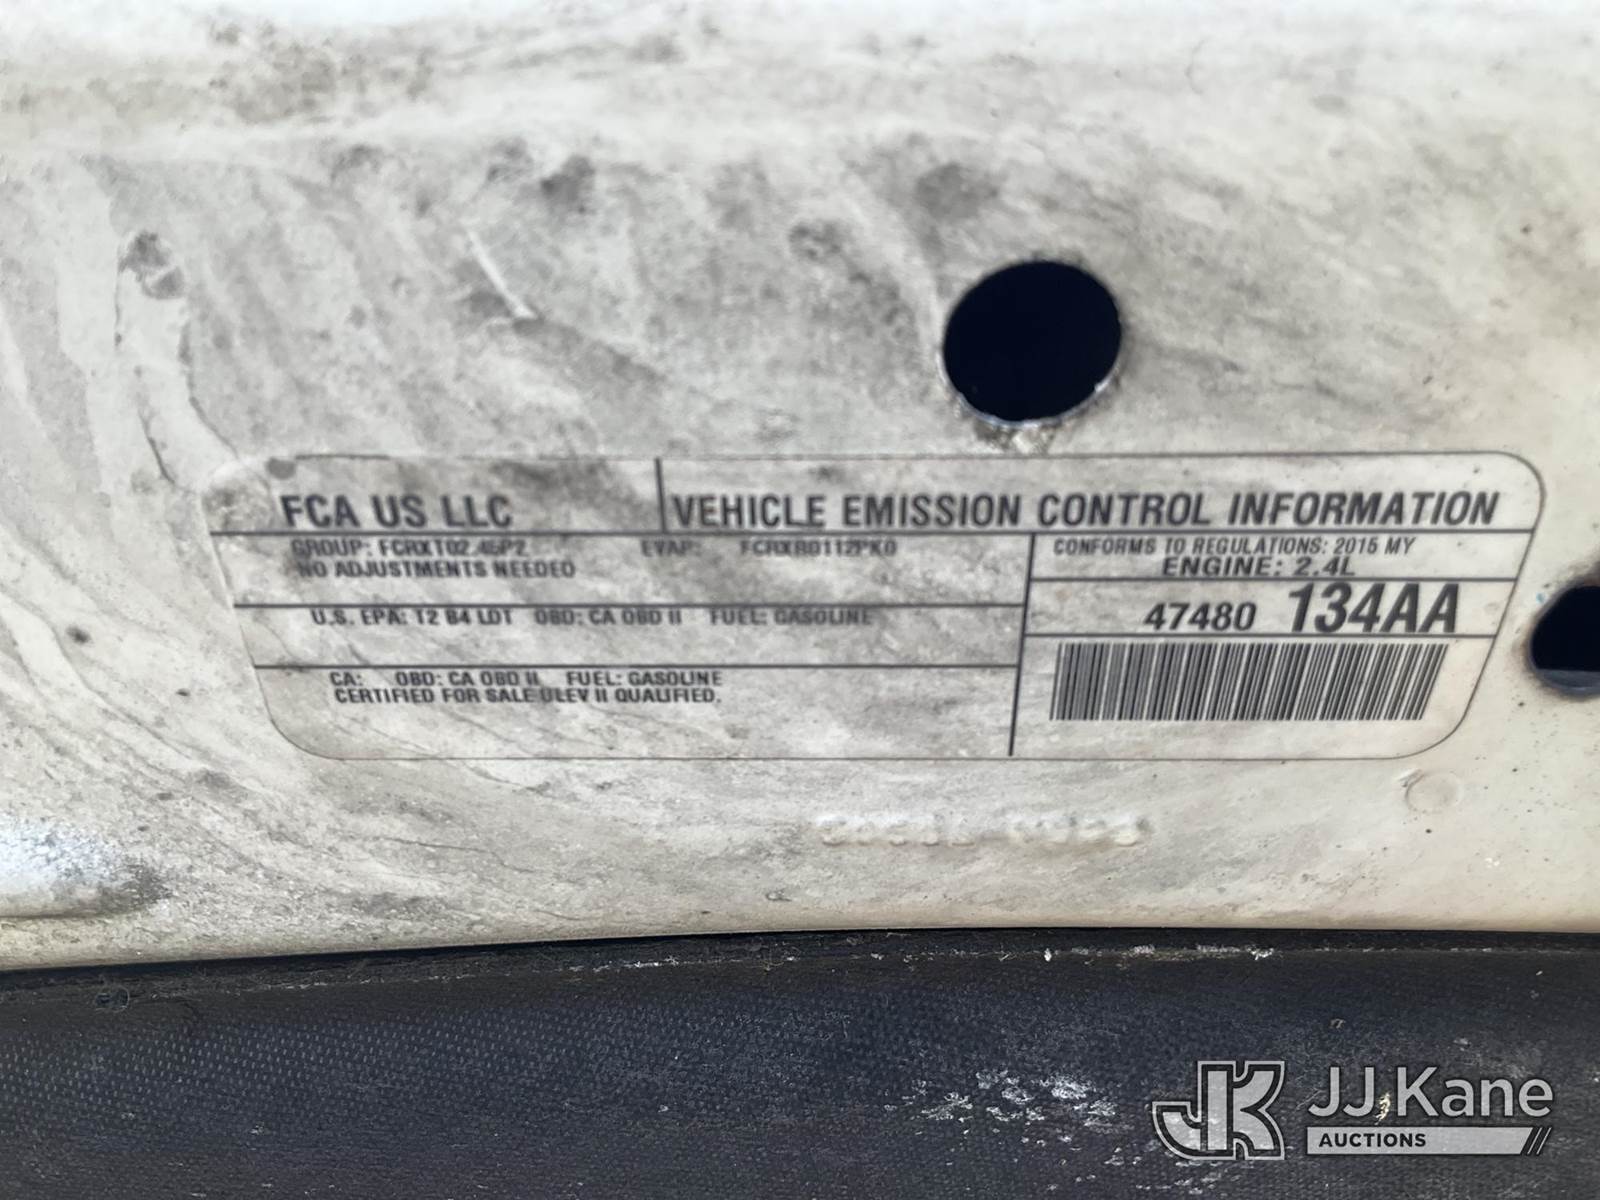 FCA US LLC
VEHICLE EMISSION CONTROL INFORMATION
GROUP: FCRXT02.45P2 EVAP: FCRXR0112PK0
NO ADJUSTMENTS NEEDED
CONFORMS TO REGULATIONS: 2015 MY
ENGINE: 2.4L
U.S. EPA: T2 B4 LDT OBD: CA OBD II FUEL: GASOLINE
47480 134AA
CA: OBD: CA OBD II FUEL: GASOLINE
CERTIFIED FOR SALE ULEV II QUALIFIED.
JK JJ Kane
AUCTIONS